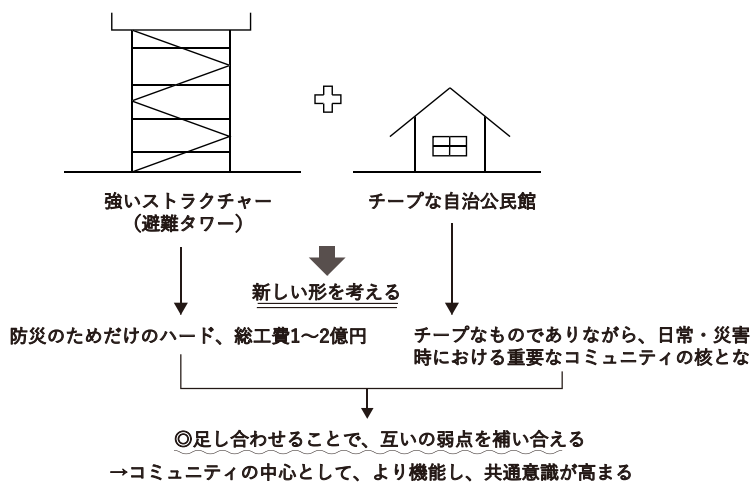 強いストラクチャー
（避難タワー）
チープな自治公民館
新しい形を考える
防災のためだけのハード、総工費1〜2億円
チープなものでありながら、日常・災害
時における重要なコミュニティの核とな
◎足し合わせることで、互いの弱点を補い合える
→コミュニティの中心として、より機能し、共通意識が高まる